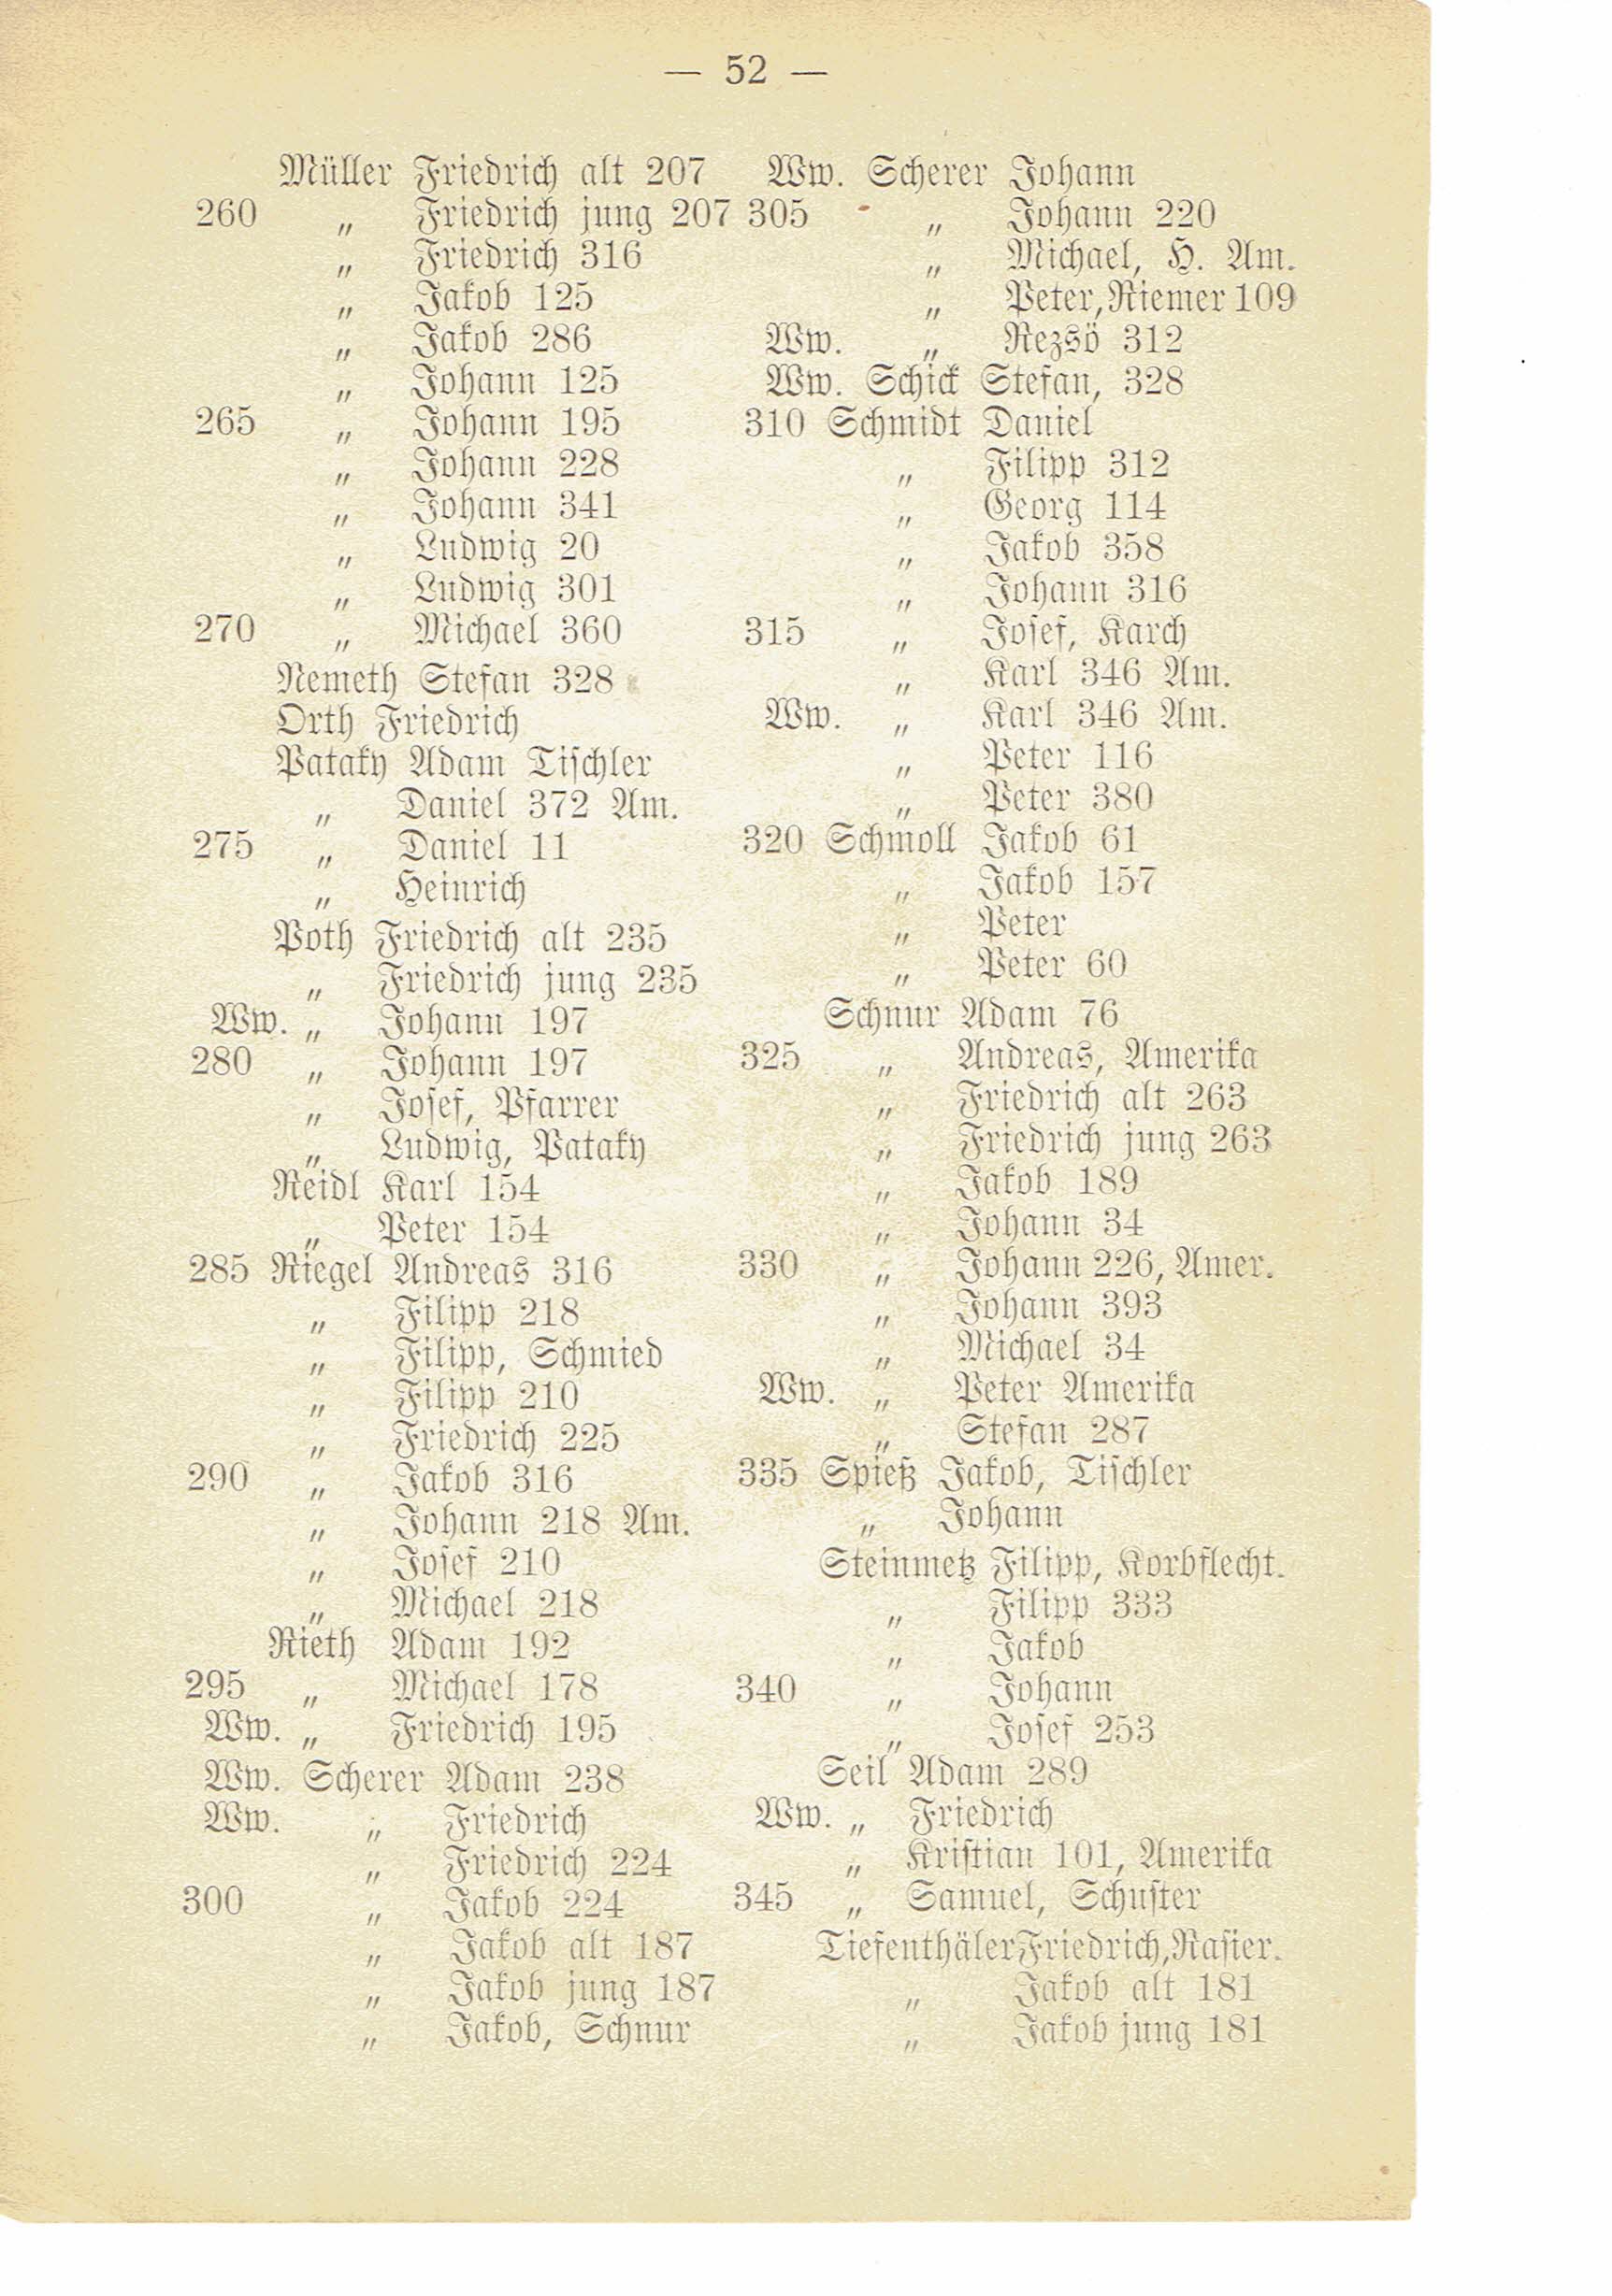 — 52 —
Müller Friedrich alt 207
260 „ Friedrich jung 207
„ Friedrich 316
„ Jakob 125
„ Jakob 286
„ Johann 125
265 „ Johann 195
„ Johann 228
„ Johann 341
„ Ludwig 20
„ Ludwig 301
270 „ Michael 360
Nemeth Stefan 328
Orth Friedrich
Pataky Adam Tischler
„ Daniel 372 Am.
275 „ Daniel 11
„ Heinrich
Poth Friedrich alt 235
„ Friedrich jung 235
Ww. „ Johann 197
280 „ Johann 197
„ Josef, Pfarrer
„ Ludwig, Pataky
Reidl Karl 154
„ Peter 154
285 Riegel Andreas 316
„ Filipp 218
„ Filipp, Schmied
„ Filipp 210
„ Friedrich 225
290 „ Jakob 316
„ Johann 218 Am.
„ Josef 210
„ Michael 218
Rieth Adam 192
295 „ Michael 178
Ww. „ Friedrich 195
Ww. Scherer Adam 238
Ww. „ Friedrich
„ Friedrich 224
300 „ Jakob 224
„ Jakob alt 187
„ Jakob jung 187
„ Jakob, Schnur
Ww. Scherer Johann
305 „ Johann 220
„ Michael, H. Am.
„ Peter, Riemer 109
Ww. „ Rezsö 312
Ww. Schick Stefan, 328
310 Schmidt Daniel
„ Filipp 312
„ Georg 114
„ Jakob 358
„ Johann 316
315 „ Josef, Karch
„ Karl 346 Am.
Ww. „ Karl 346 Am.
„ Peter 116
„ Peter 380
320 Schmoll Jakob 61
„ Jakob 157
„ Peter
„ Peter 60
Schnur Adam 76
325 „ Andreas, Amerika
„ Friedrich alt 263
„ Friedrich jung 263
„ Jakob 189
„ Johann 34
330 „ Johann 226, Amer.
„ Johann 393
„ Michael 34
Ww. „ Peter Amerika
„ Stefan 287
335 Spieß Jakob, Tischler
„ Johann
Steinmetz Filipp, Korbflecht.
„ Filipp 333
„ Jakob
340 „ Johann
„ Josef 253
Seil Adam 289
Ww. „ Friedrich
„ Kristian 101, Amerika
345 „ Samuel, Schuster
Tiefenthäler Friedrich, Rasier.
„ Jakob alt 181
„ Jakob jung 181